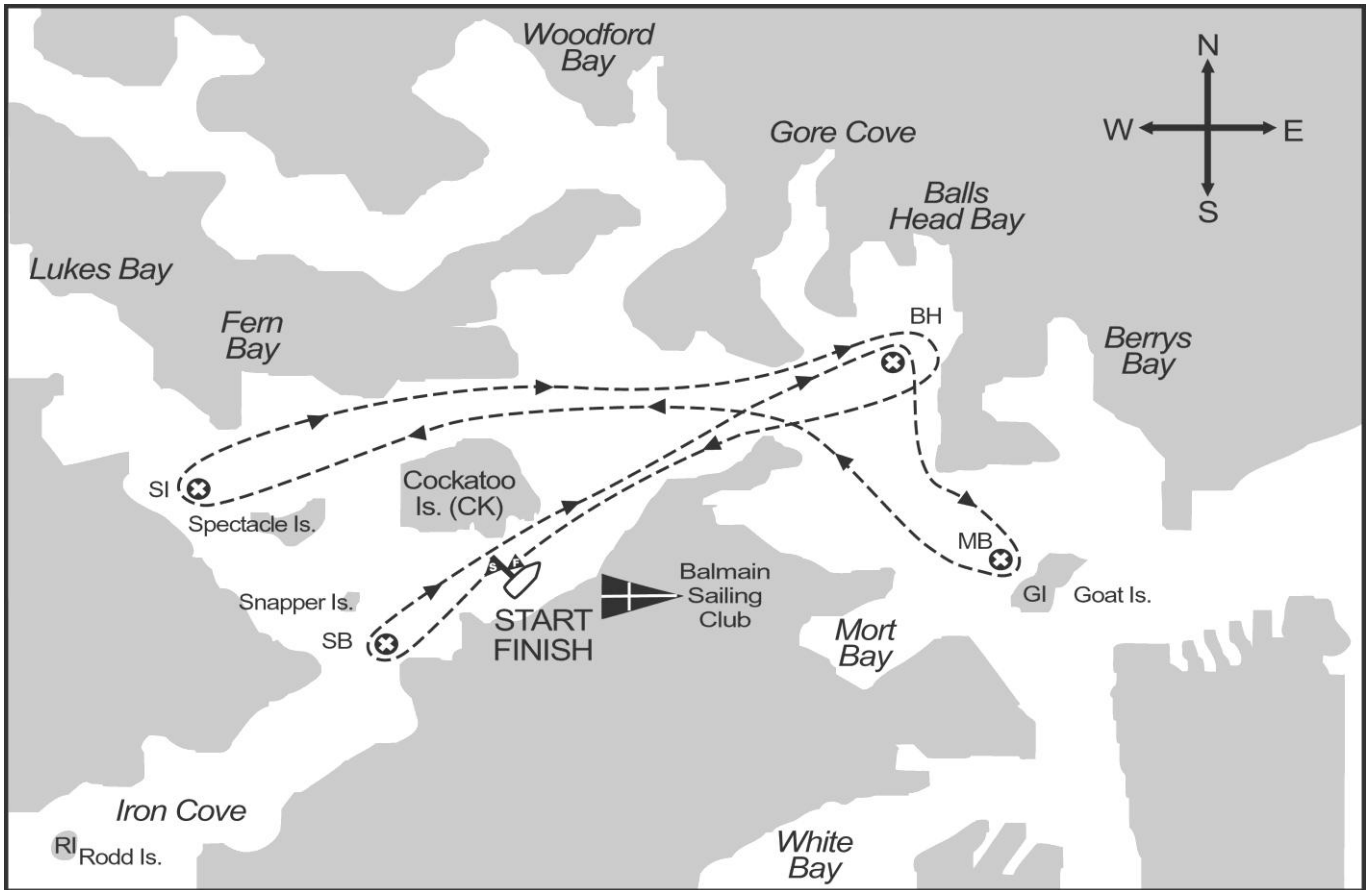 Woodford
Bay
N
W
E
S
Gore Cove
Balls
Head Bay
Lukes Bay
Fern
Bay
BH
Berrys
Bay
SI
Cockatoo
Is. (CK)
Spectacle Is.
MB
S
F
Balmain
Sailing
Club
GI
Goat Is.
Snapper Is.
SB
START
FINISH
Mort
Bay
Iron Cove
RI
Rodd Is.
White
Bay